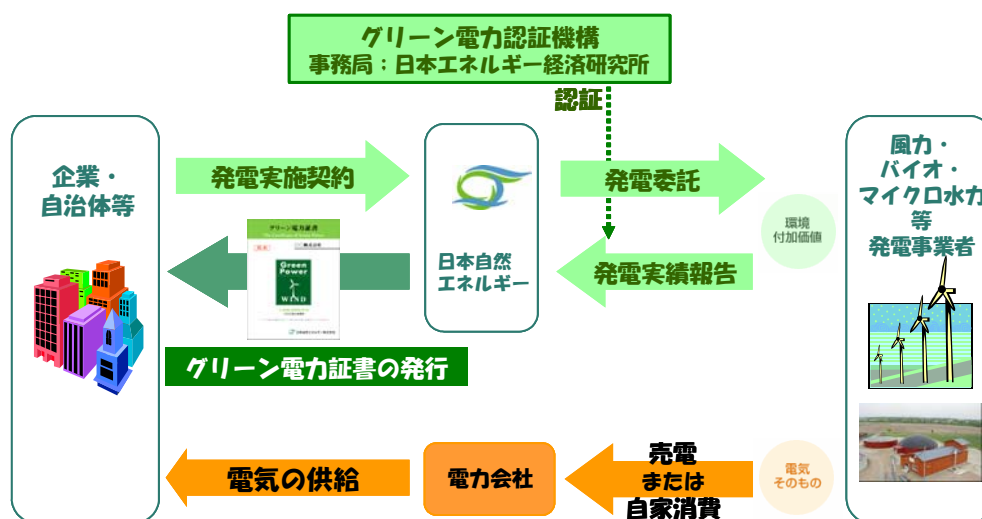 グリーン電力認証機構
事務局：日本エネルギー経済研究所
認証
企業・
自治体等
発電実施契約
グリーン電力証書
Green
Power
WIND
日本自然
エネルギー
発電委託
発電実績報告
環境
付加価値
風力・
バイオ・
マイクロ水力
等
発電事業者
グリーン電力証書の発行
電気の供給
電力会社
売電
または
自家消費
電気
そのもの